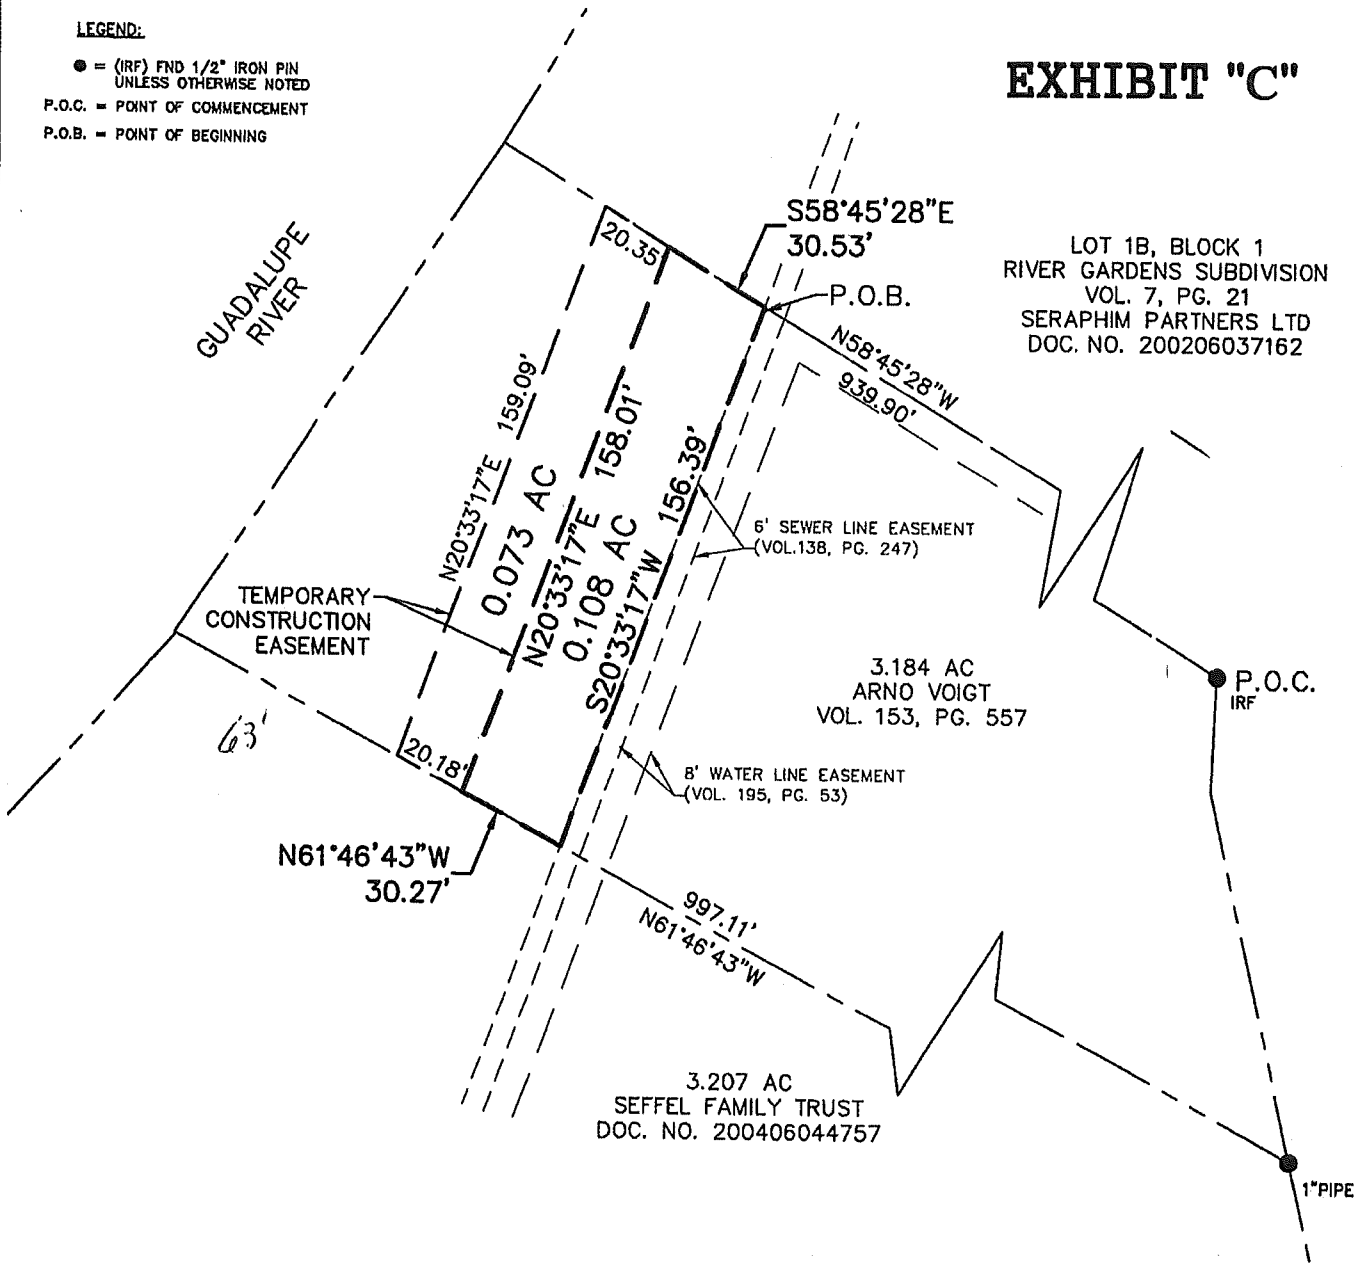 LEGEND:
● = (IRF) FND 1/2" IRON PIN
UNLESS OTHERWISE NOTED
P.O.C. = POINT OF COMMENCEMENT
P.O.B. = POINT OF BEGINNING
EXHIBIT "C"
GUADALUPE
RIVER
S58°45'28"E
30.53'
20.35
P.O.B.
LOT 1B, BLOCK 1
RIVER GARDENS SUBDIVISION
VOL. 7, PG. 21
SERAPHIM PARTNERS LTD
DOC. NO. 200206037162
N58°45'28"W
939.90'
N20°33'17"E 159.09'
0.073 AC
N20°33'17"E 158.01'
0.108 AC
S20°33'17"W 156.39'
6' SEWER LINE EASEMENT
(VOL.138, PG. 247)
TEMPORARY
CONSTRUCTION
EASEMENT
3.184 AC
ARNO VOIGT
VOL. 153, PG. 557
P.O.C.
IRF
63'
20.18'
8' WATER LINE EASEMENT
(VOL. 195, PG. 53)
N61°46'43"W
30.27'
997.11'
N61°46'43"W
3.207 AC
SEFFEL FAMILY TRUST
DOC. NO. 200406044757
1"PIPE